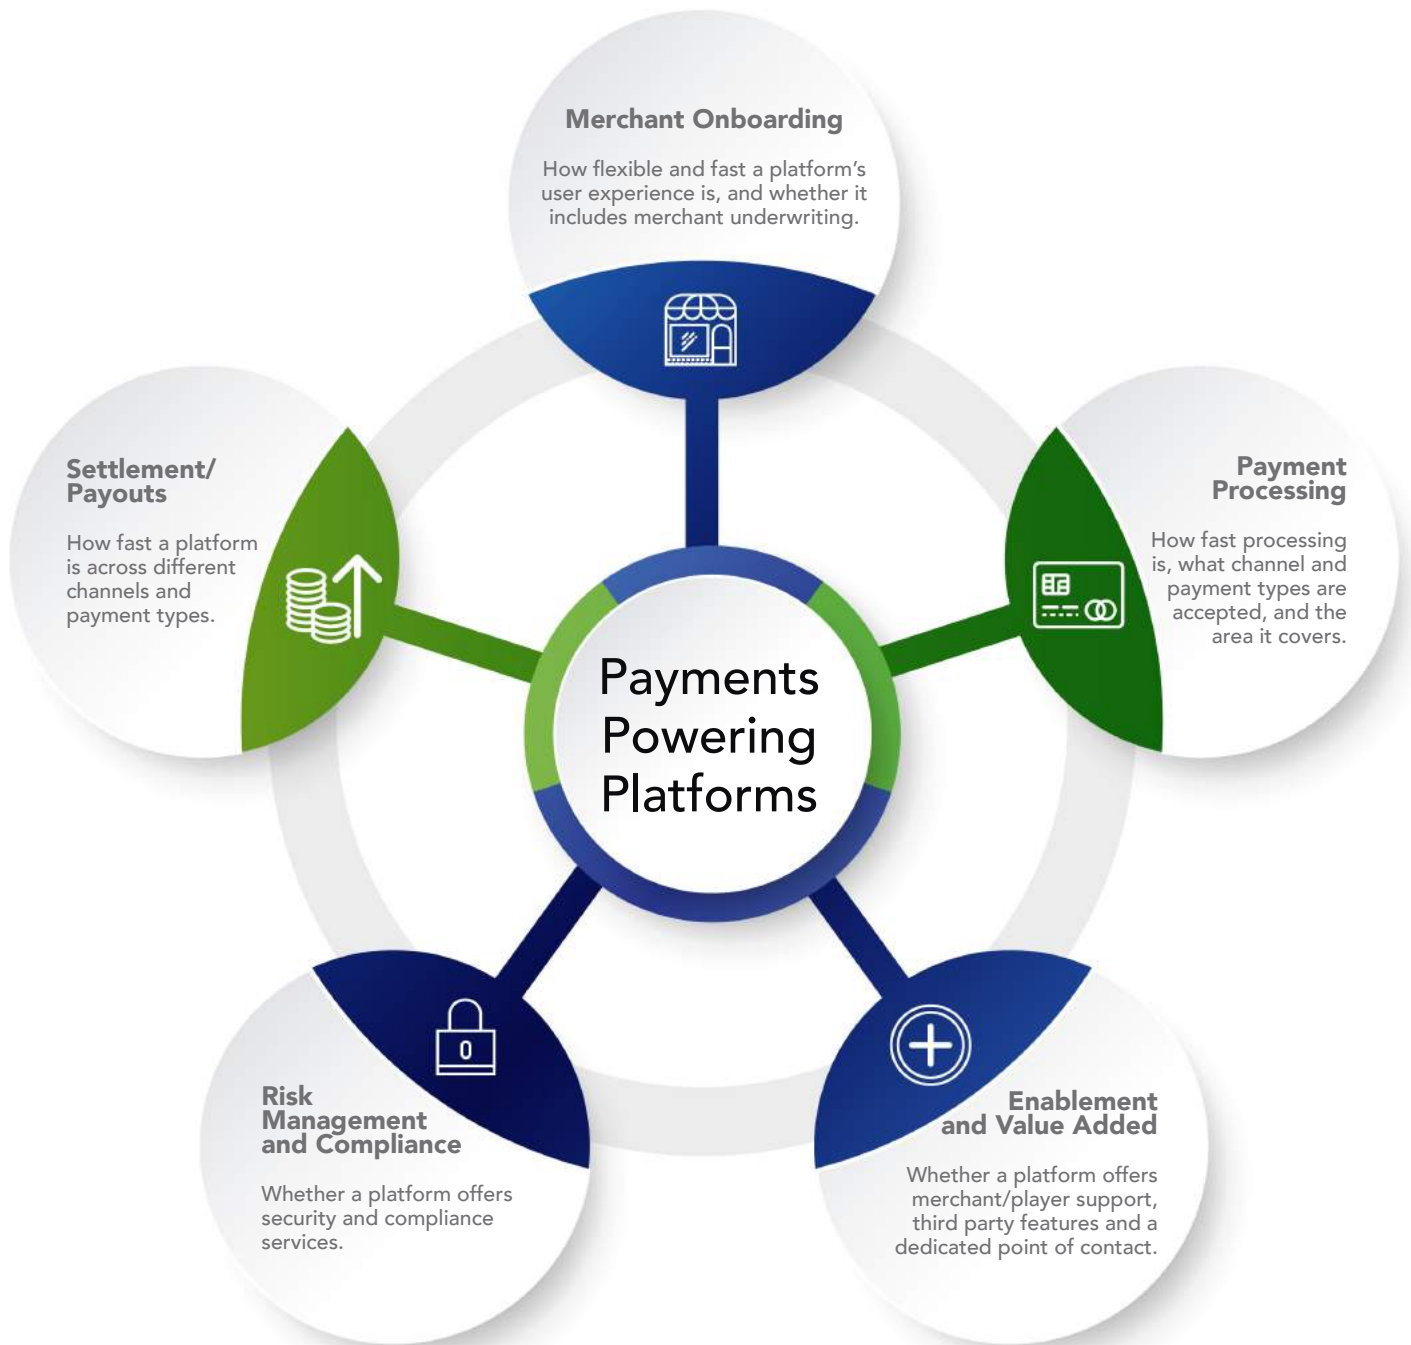 Merchant Onboarding
How flexible and fast a platform’s
user experience is, and whether it
includes merchant underwriting.
Settlement/
Payouts
How fast a platform
is across different
channels and
payment types.
Payment
Processing
How fast processing
is, what channel and
payment types are
accepted, and the
area it covers.
Payments
Powering
Platforms
Risk
Management
and Compliance
Whether a platform offers
security and compliance
services.
Enablement
and Value Added
Whether a platform offers
merchant/player support,
third party features and a
dedicated point of contact.